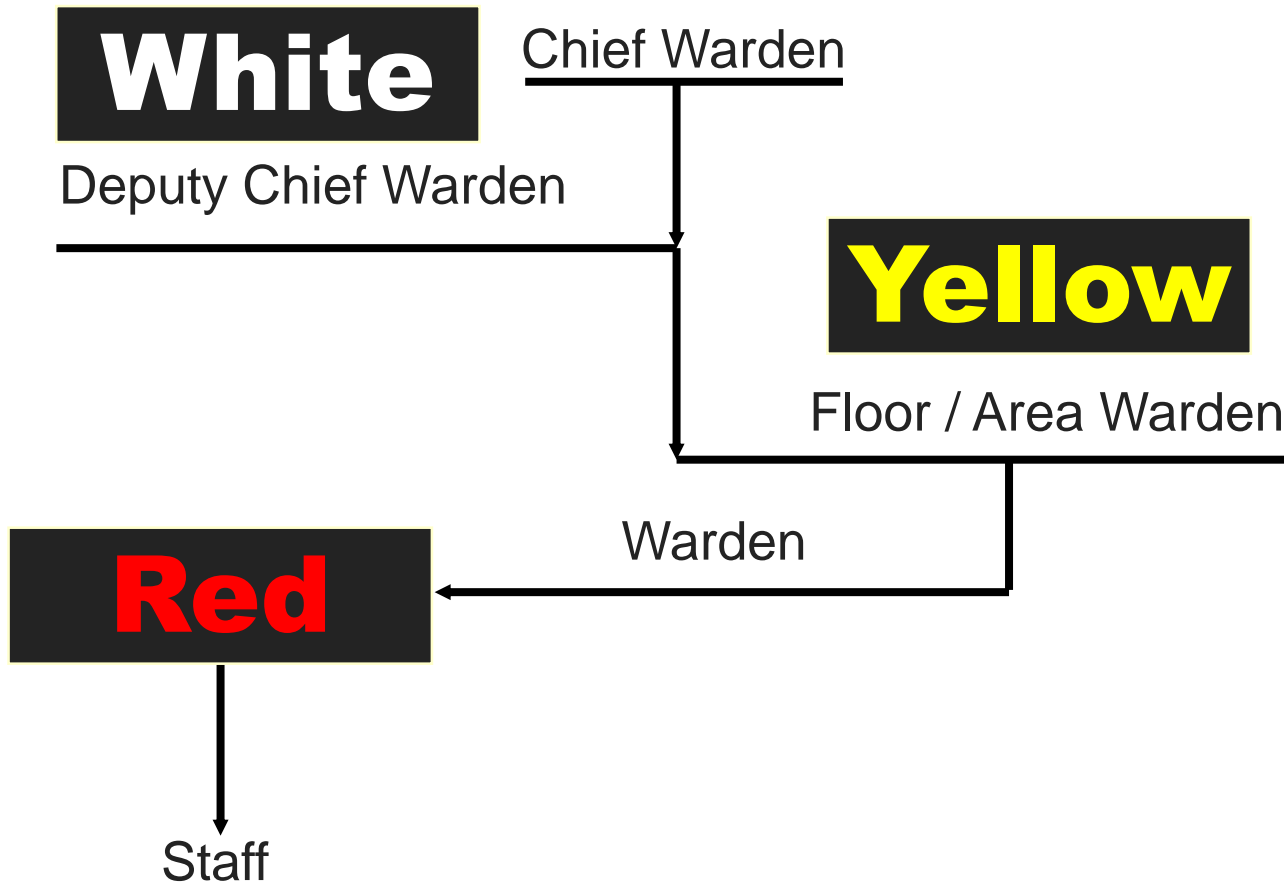 White
Chief Warden
Deputy Chief Warden
Yellow
Floor / Area Warden
Warden
Red
Staff